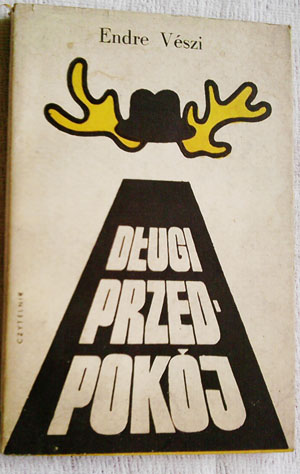 Endre Vészi
DŁUGI
PRZED-
POKÓJ
CZYTELNIK